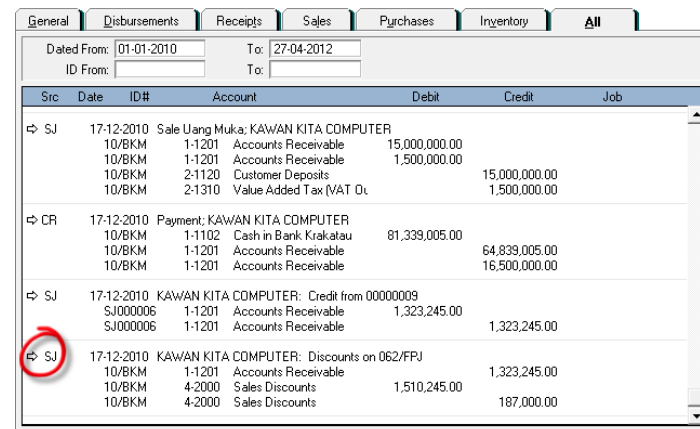 General Disbursements Receipts Sales Purchases Inventory All
Dated From: 01-01-2010 To: 27-04-2012
ID From: To:
Src Date ID# Account Debit Credit Job
SJ 17-12-2010 Sale Uang Muka; KAWAN KITA COMPUTER
10/BKM 1-1201 Accounts Receivable 15,000,000.00
10/BKM 1-1201 Accounts Receivable 1,500,000.00
10/BKM 2-1120 Customer Deposits 15,000,000.00
10/BKM 2-1310 Value Added Tax (VAT Ou 1,500,000.00
CR 17-12-2010 Payment; KAWAN KITA COMPUTER
10/BKM 1-1102 Cash in Bank Krakatau 81,339,005.00
10/BKM 1-1201 Accounts Receivable 64,839,005.00
10/BKM 1-1201 Accounts Receivable 16,500,000.00
SJ 17-12-2010 KAWAN KITA COMPUTER: Credit from 00000009
SJ000006 1-1201 Accounts Receivable 1,323,245.00
SJ000006 1-1201 Accounts Receivable 1,323,245.00
SJ 17-12-2010 KAWAN KITA COMPUTER: Discounts on 062/FPJ
10/BKM 1-1201 Accounts Receivable 1,323,245.00
10/BKM 4-2000 Sales Discounts 1,510,245.00
10/BKM 4-2000 Sales Discounts 187,000.00